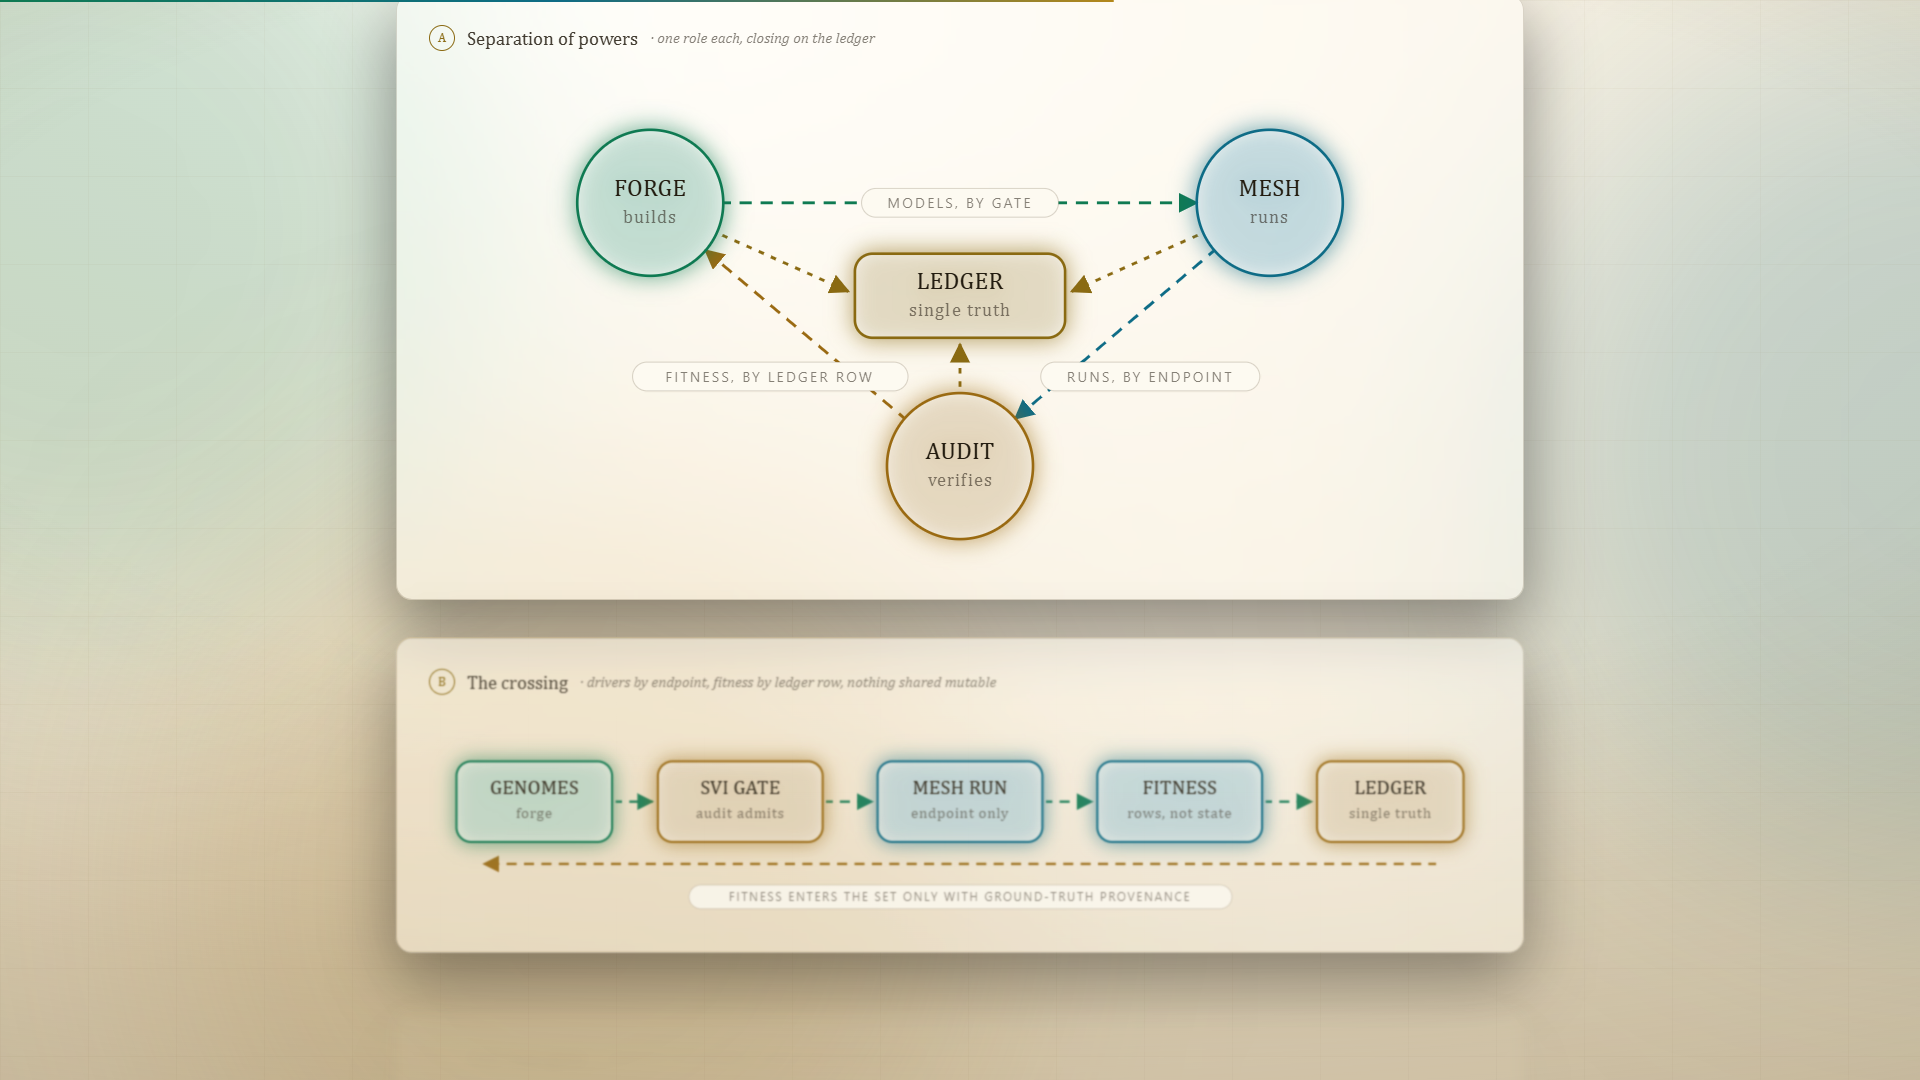 A
Separation of powers · one role each, closing on the ledger
FORGE
builds
MODELS, BY GATE
MESH
runs
LEDGER
single truth
FITNESS, BY LEDGER ROW
RUNS, BY ENDPOINT
AUDIT
verifies
B
The crossing · drivers by endpoint, fitness by ledger row, nothing shared mutable
GENOMES
forge
SVI GATE
audit admits
MESH RUN
endpoint only
FITNESS
rows, not state
LEDGER
single truth
FITNESS ENTERS THE SET ONLY WITH GROUND-TRUTH PROVENANCE